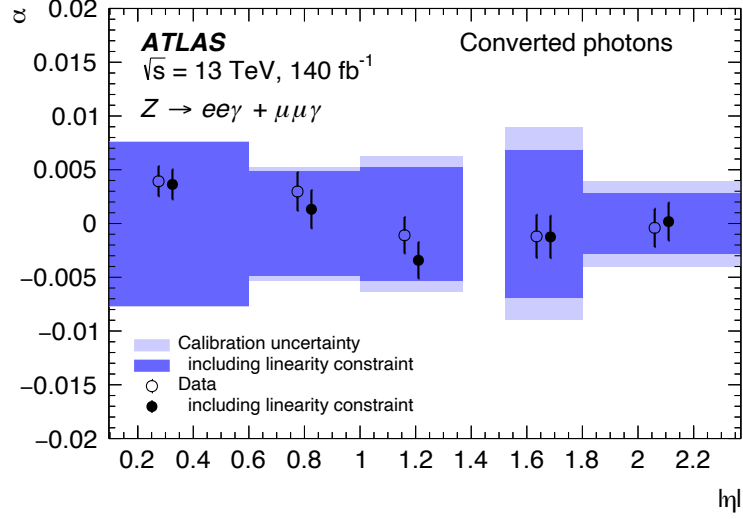 α
0.02
ATLAS
Converted photons
√s = 13 TeV, 140 fb⁻¹
0.015
Z → eeγ + μμγ
0.01
0.005
0
−0.005
−0.01
Calibration uncertainty
including linearity constraint
−0.015
Data
including linearity constraint
−0.02
0.2 0.4 0.6 0.8 1 1.2 1.4 1.6 1.8 2 2.2
|η|